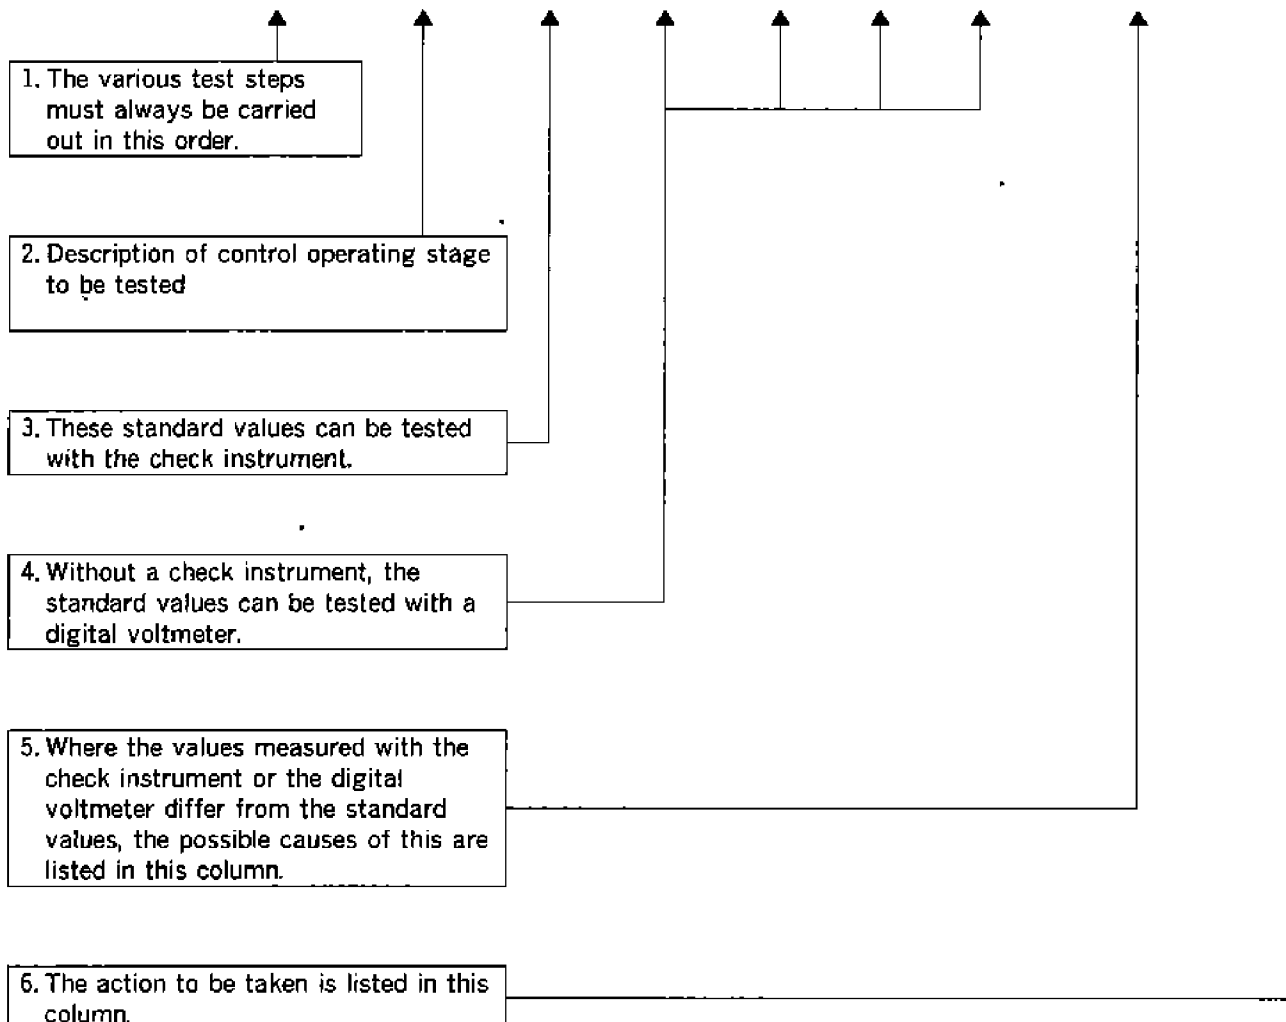 1. The various test steps
must always be carried
out in this order.
2. Description of control operating stage
to be tested
3. These standard values can be tested
with the check instrument.
4. Without a check instrument, the
standard values can be tested with a
digital voltmeter.
5. Where the values measured with the
check instrument or the digital
voltmeter differ from the standard
values, the possible causes of this are
listed in this column.
6. The action to be taken is listed in this
column.